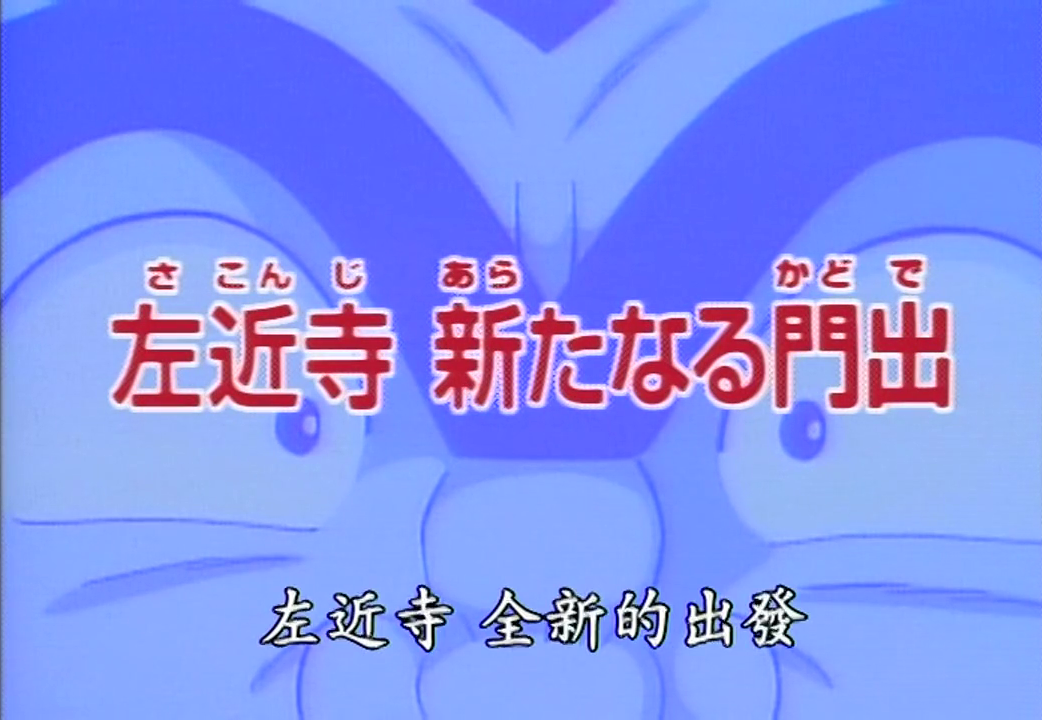 さ こん じ あら かど で
左近寺 新たなる門出
左近寺 全新的出發